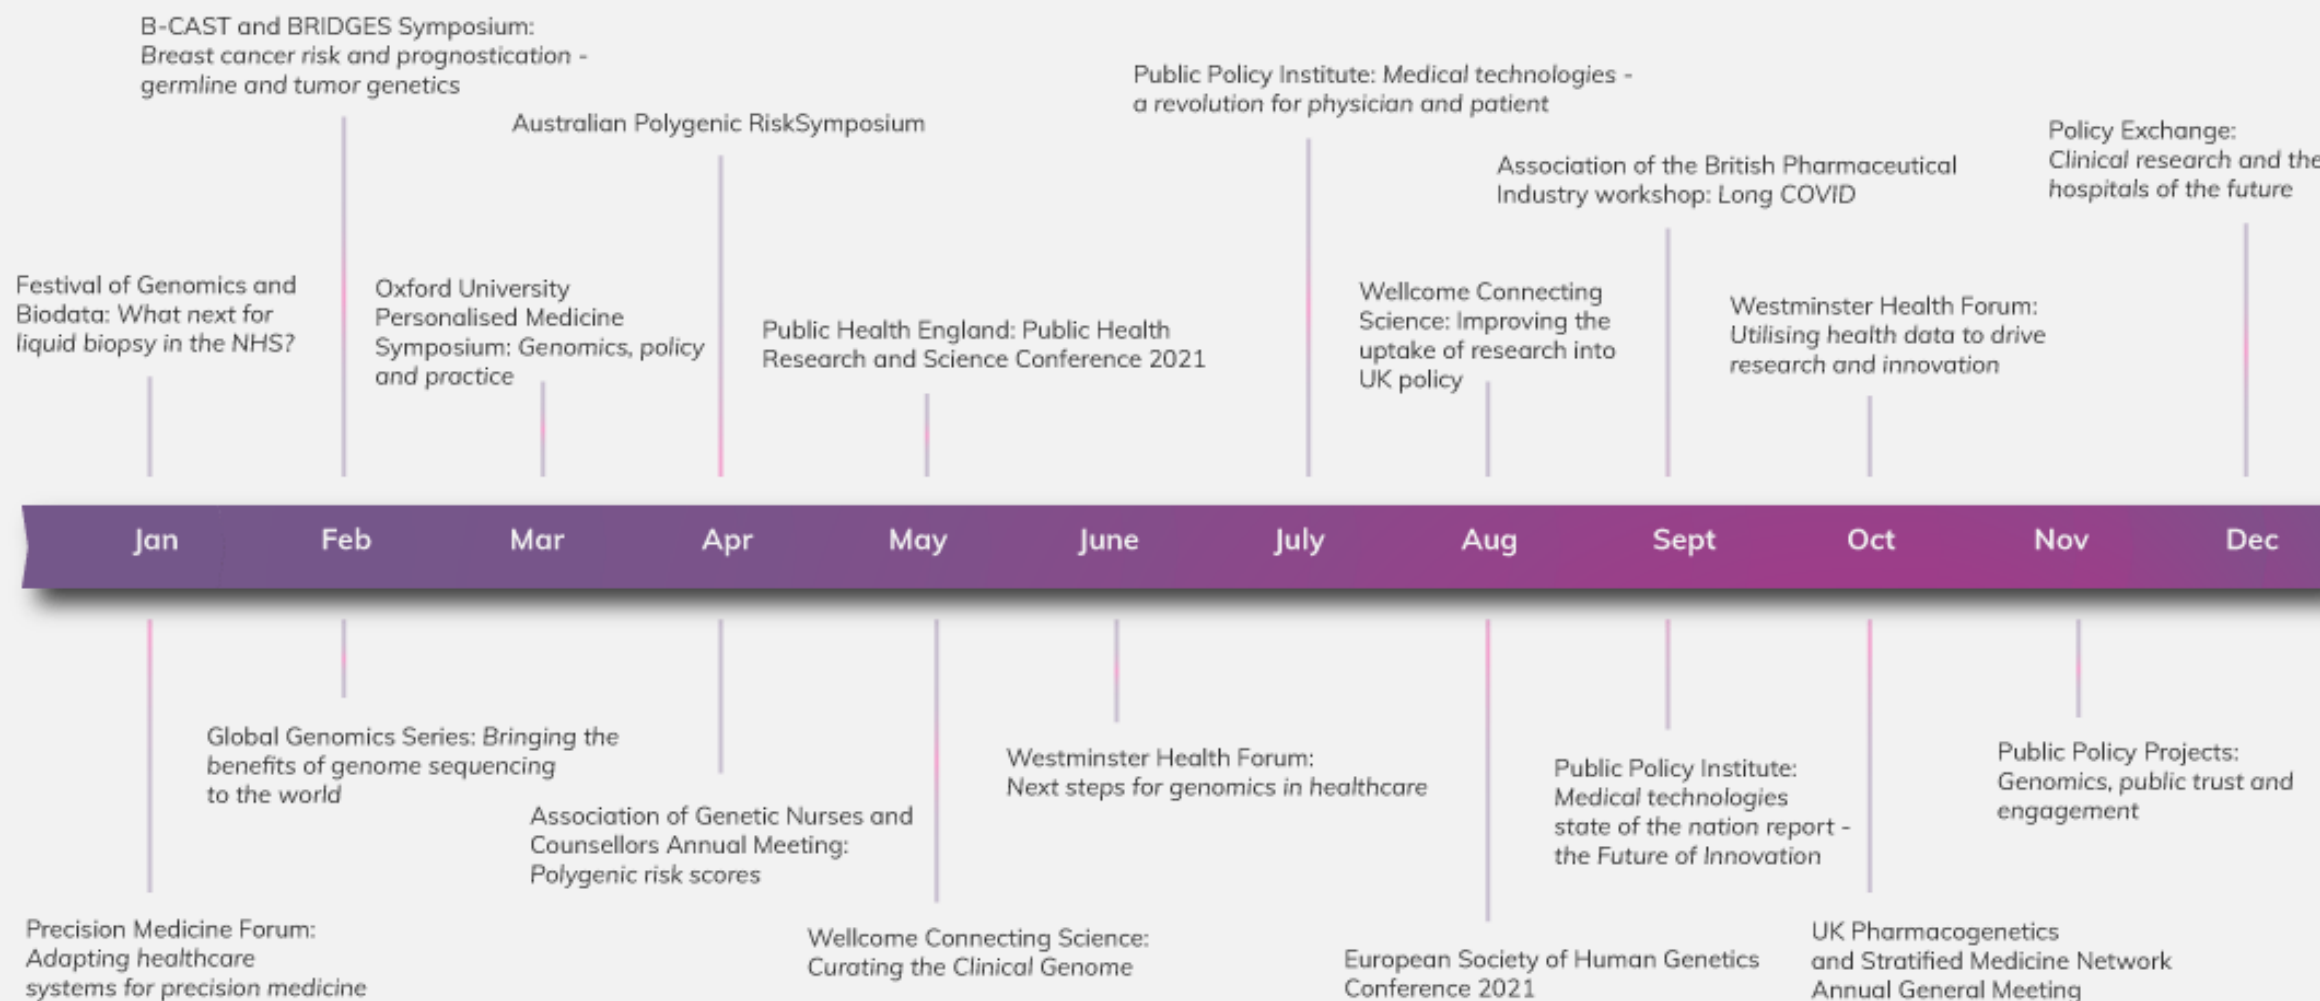 B-CAST and BRIDGES Symposium:
Breast cancer risk and prognostication -
germline and tumor genetics
Australian Polygenic RiskSymposium
Public Policy Institute: Medical technologies -
a revolution for physician and patient
Association of the British Pharmaceutical
Industry workshop: Long COVID
Policy Exchange:
Clinical research and the
hospitals of the future
Festival of Genomics and
Biodata: What next for
liquid biopsy in the NHS?
Oxford University
Personalised Medicine
Symposium: Genomics, policy
and practice
Public Health England: Public Health
Research and Science Conference 2021
Wellcome Connecting
Science: Improving the
uptake of research into
UK policy
Westminster Health Forum:
Utilising health data to drive
research and innovation
Jan Feb Mar Apr May June July Aug Sept Oct Nov Dec
Precision Medicine Forum:
Adapting healthcare
systems for precision medicine
Global Genomics Series: Bringing the
benefits of genome sequencing
to the world
Association of Genetic Nurses and
Counsellors Annual Meeting:
Polygenic risk scores
Wellcome Connecting Science:
Curating the Clinical Genome
Westminster Health Forum:
Next steps for genomics in healthcare
European Society of Human Genetics
Conference 2021
Public Policy Institute:
Medical technologies
state of the nation report -
the Future of Innovation
UK Pharmacogenetics
and Stratified Medicine Network
Annual General Meeting
Public Policy Projects:
Genomics, public trust and
engagement